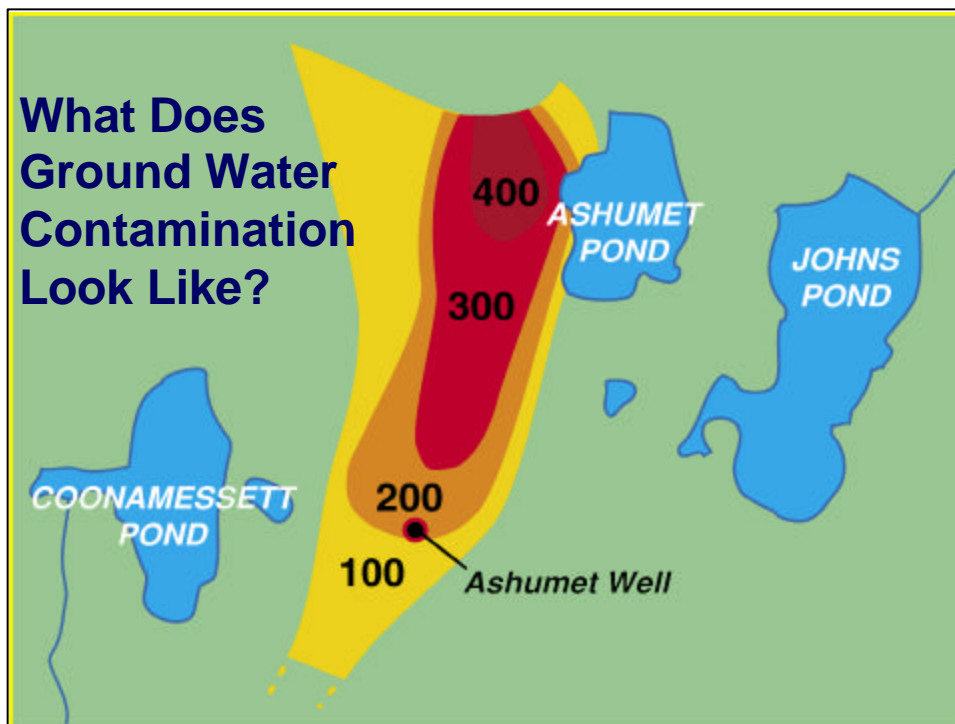 What Does
Ground Water
Contamination
Look Like?
400
ASHUMET
POND
JOHNS
POND
300
COONAMESSETT
POND
200
100
Ashumet Well